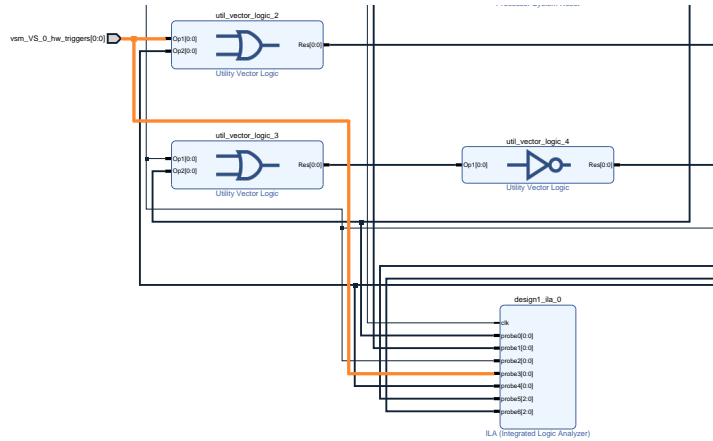 Processor System Reset
util_vector_logic_2
vsm_VS_0_hw_triggers[0:0]
Op1[0:0]
Op2[0:0]
Res[0:0]
Utility Vector Logic
util_vector_logic_3
Op1[0:0]
Op2[0:0]
Res[0:0]
Utility Vector Logic
util_vector_logic_4
Op1[0:0]
Res[0:0]
Utility Vector Logic
design1_ila_0
clk
probe0[0:0]
probe1[0:0]
probe2[0:0]
probe3[0:0]
probe4[0:0]
probe5[2:0]
probe6[2:0]
ILA (Integrated Logic Analyzer)